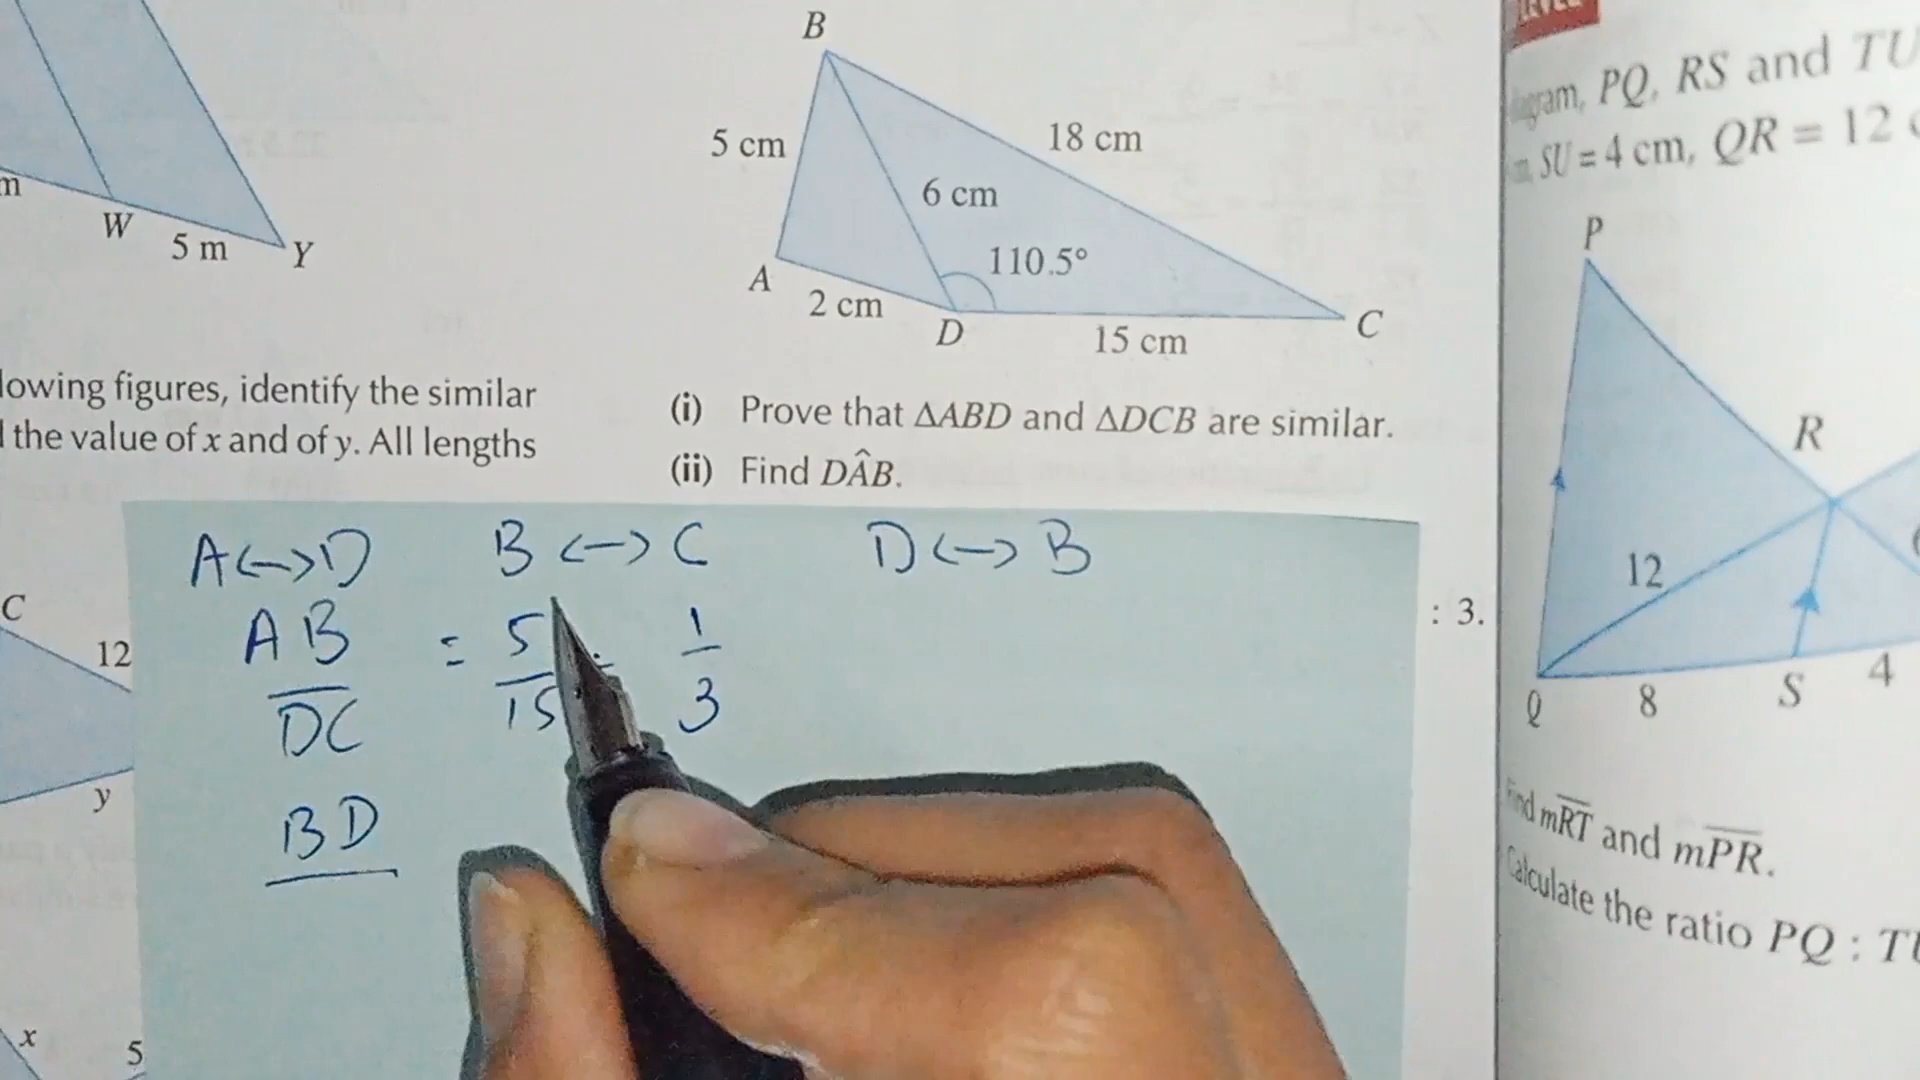 B
5 cm
18 cm
6 cm
110.5°
A
2 cm
D
15 cm
C
W
5 m
Y
m
lowing figures, identify the similar
the value of x and of y. All lengths
(i) Prove that ΔABD and ΔDCB are similar.
(ii) Find DÂB.
A<->D B <-> C D <-> B
AB/DC = 5/15 = 1/3
BD
C
12
y
x
5
: 3.
gram, PQ, RS and TU
SU = 4 cm, QR = 12
P
R
12
Q
8
S
4
Find mRT and mPR.
Calculate the ratio PQ : TU